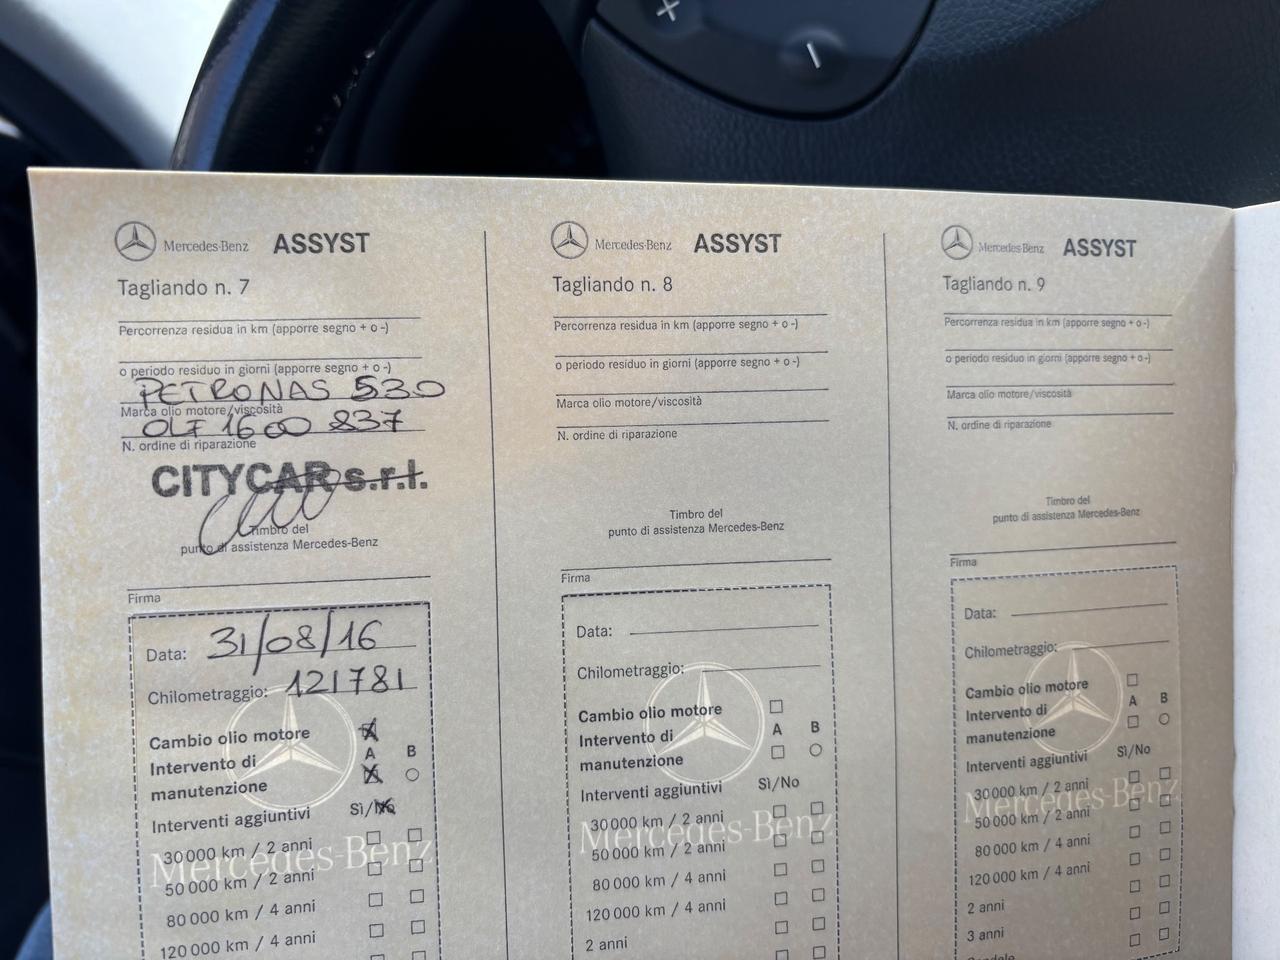 Mercedes-Benz ASSYST
Tagliando n. 7
Percorrenza residua in km (apporre segno + o -)
o periodo residuo in giorni (apporre segno + o -)
PETRONAS 530
Marca olio motore/viscosità
OLF 1600 837
N. ordine di riparazione
CITYCAR s.r.l.
Timbro del
punto di assistenza Mercedes-Benz
Firma
Data: 31/08/16
Chilometraggio: 121781
Cambio olio motore
A B
Intervento di
manutenzione
Interventi aggiuntivi Sì/No
30 000 km / 2 anni
Mercedes-Benz
50 000 km / 2 anni
80 000 km / 4 anni
120 000 km / 4 anni
Mercedes-Benz ASSYST
Tagliando n. 8
Percorrenza residua in km (apporre segno + o -)
o periodo residuo in giorni (apporre segno + o -)
Marca olio motore/viscosità
N. ordine di riparazione
Timbro del
punto di assistenza Mercedes-Benz
Firma
Data:
Chilometraggio:
Cambio olio motore
A B
Intervento di
manutenzione
Interventi aggiuntivi Sì/No
30 000 km / 2 anni
Mercedes-Benz
50 000 km / 2 anni
80 000 km / 4 anni
120 000 km / 4 anni
2 anni
Mercedes-Benz ASSYST
Tagliando n. 9
Percorrenza residua in km (apporre segno + o -)
o periodo residuo in giorni (apporre segno + o -)
Marca olio motore/viscosità
N. ordine di riparazione
Timbro del
punto di assistenza Mercedes-Benz
Firma
Data:
Chilometraggio:
Cambio olio motore
A B
Intervento di
manutenzione
Interventi aggiuntivi Sì/No
30 000 km / 2 anni
Mercedes-Benz
50 000 km / 2 anni
80 000 km / 4 anni
120 000 km / 4 anni
2 anni
3 anni